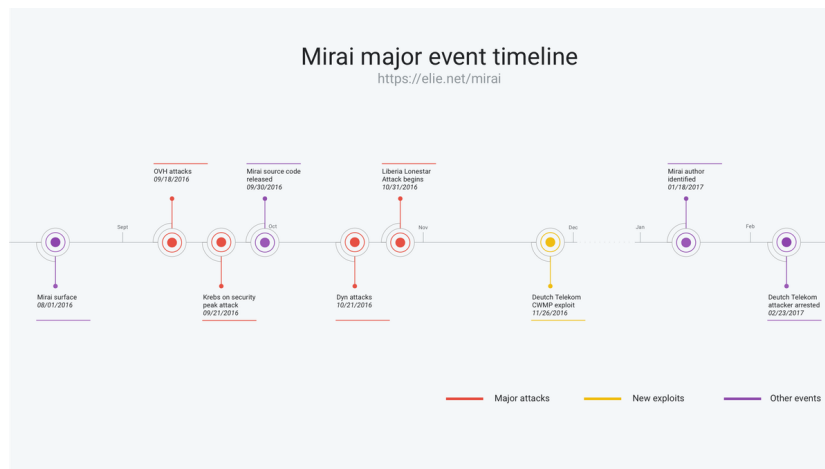 Mirai major event timeline
https://elie.net/mirai
OVH attacks
09/18/2016
Mirai source code
released
09/30/2016
Liberia Lonestar
Attack begins
10/31/2016
Mirai author
identified
01/18/2017
Sept
Oct
Nov
Dec
Jan
Feb
Mirai surface
08/01/2016
Krebs on security
peak attack
09/21/2016
Dyn attacks
10/21/2016
Deutch Telekom
CWMP exploit
11/26/2016
Deutch Telekom
attacker arrested
02/23/2017
Major attacks
New exploits
Other events